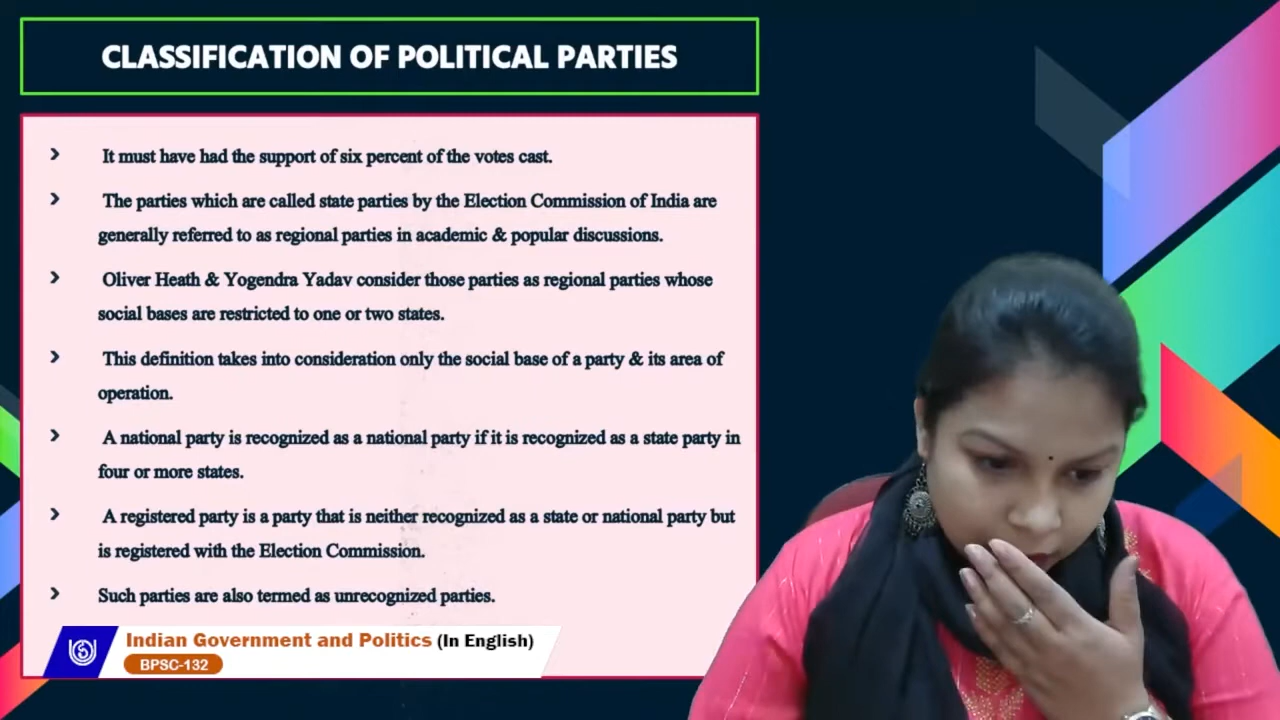 CLASSIFICATION OF POLITICAL PARTIES
It must have had the support of six percent of the votes cast.
The parties which are called state parties by the Election Commission of India are
generally referred to as regional parties in academic & popular discussions.
Oliver Heath & Yogendra Yadav consider those parties as regional parties whose
social bases are restricted to one or two states.
This definition takes into consideration only the social base of a party & its area of
operation.
A national party is recognized as a national party if it is recognized as a state party in
four or more states.
A registered party is a party that is neither recognized as a state or national party but
is registered with the Election Commission.
Such parties are also termed as unrecognized parties.
Indian Government and Politics (In English)
BPSC-132